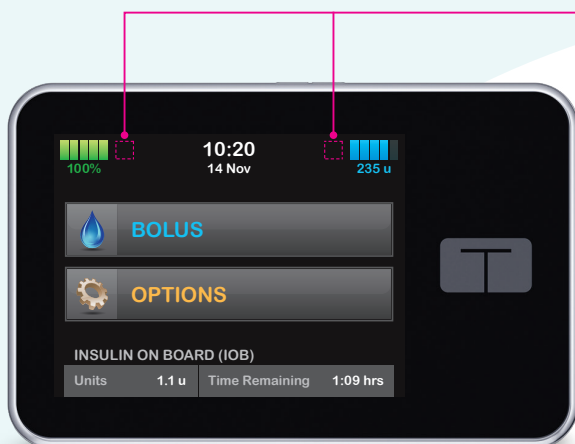 10:20
100% 14 Nov 235 u
BOLUS
OPTIONS
INSULIN ON BOARD (IOB)
Units 1.1 u Time Remaining 1:09 hrs